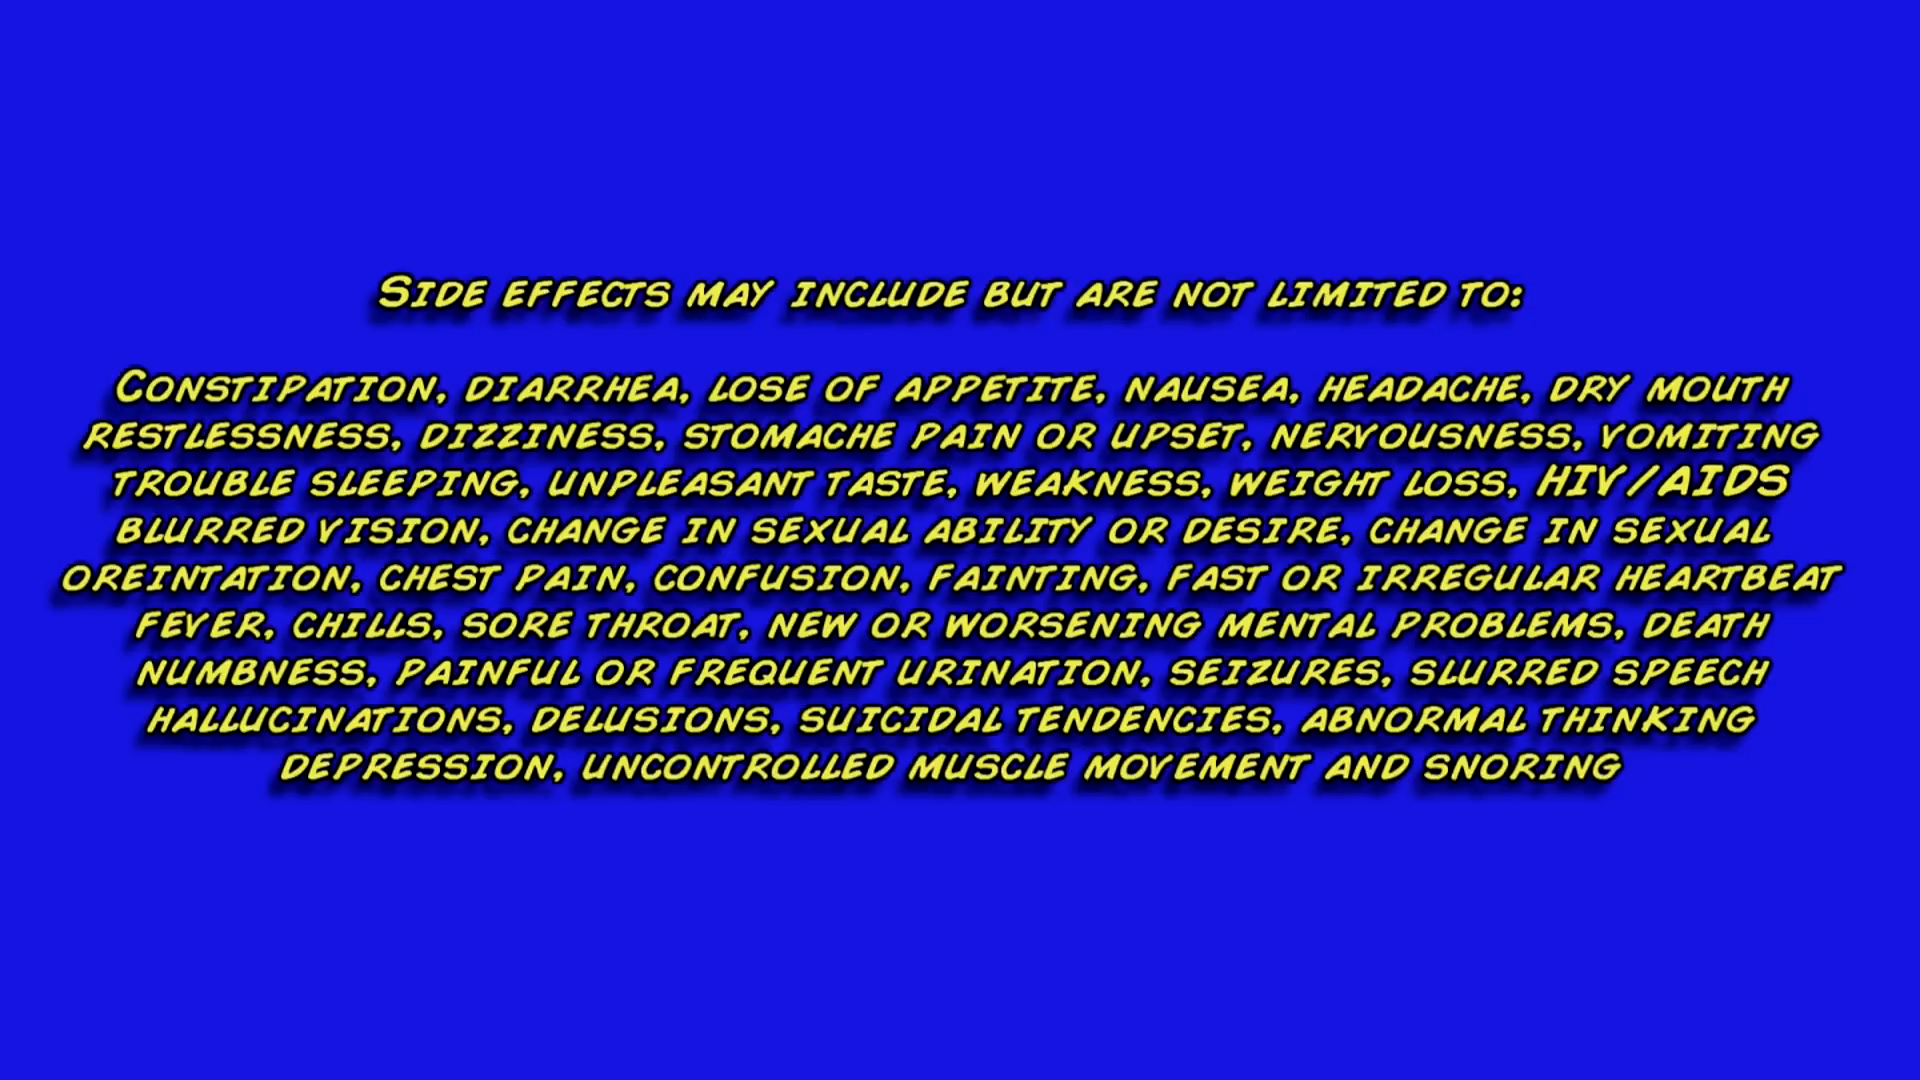 Side effects may include but are not limited to:
Constipation, diarrhea, lose of appetite, nausea, headache, dry mouth
restlessness, dizziness, stomache pain or upset, nervousness, vomiting
trouble sleeping, unpleasant taste, weakness, weight loss, HIV/AIDS
blurred vision, change in sexual ability or desire, change in sexual
oreintation, chest pain, confusion, fainting, fast or irregular heartbeat
fever, chills, sore throat, new or worsening mental problems, death
numbness, painful or frequent urination, seizures, slurred speech
hallucinations, delusions, suicidal tendencies, abnormal thinking
depression, uncontrolled muscle movement and snoring